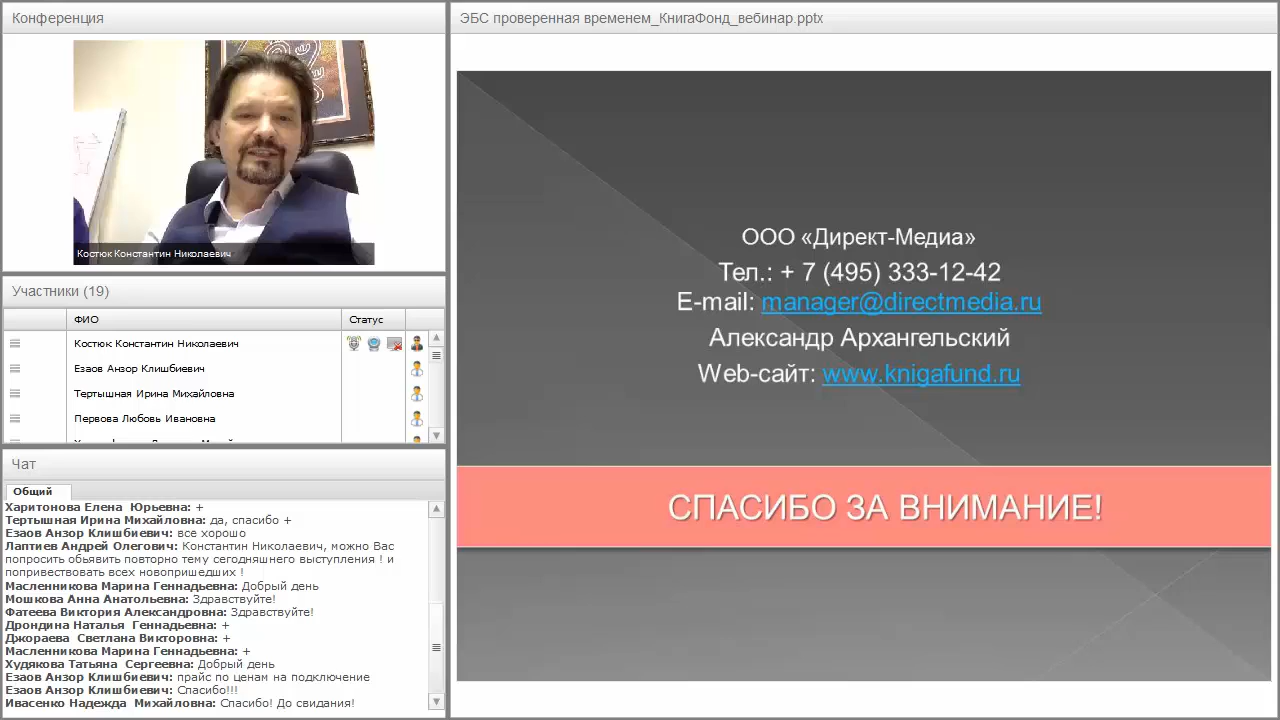 Конференция
Костюк Константин Николаевич
Участники (19)
ФИО
Статус
Костюк Константин Николаевич
Езаов Анзор Клишбиевич
Тертышная Ирина Михайловна
Первова Любовь Ивановна
Чат
Общий
Харитонова Елена Юрьевна: +
Тертышная Ирина Михайловна: да, спасибо +
Езаов Анзор Клишбиевич: все хорошо
Лаптиев Андрей Олегович: Константин Николаевич, можно Вас
попросить обьявить повторно тему сегодняшнего выступления ! и
попривествовать всех новопришедших !
Масленникова Марина Геннадьевна: Добрый день
Мошкова Анна Анатольевна: Здравствуйте!
Фатеева Виктория Александровна: Здравствуйте!
Дрондина Наталья Геннадьевна: +
Джораева Светлана Викторовна: +
Масленникова Марина Геннадьевна: +
Худякова Татьяна Сергеевна: Добрый день
Езаов Анзор Клишбиевич: прайс по ценам на подключение
Езаов Анзор Клишбиевич: Спасибо!!!
Ивасенко Надежда Михайловна: Спасибо! До свидания!
ЭБС проверенная временем_КнигаФонд_вебинар.pptx
ООО «Директ-Медиа»
Тел.: + 7 (495) 333-12-42
E-mail: manager@directmedia.ru
Александр Архангельский
Web-сайт: www.knigafund.ru
СПАСИБО ЗА ВНИМАНИЕ!